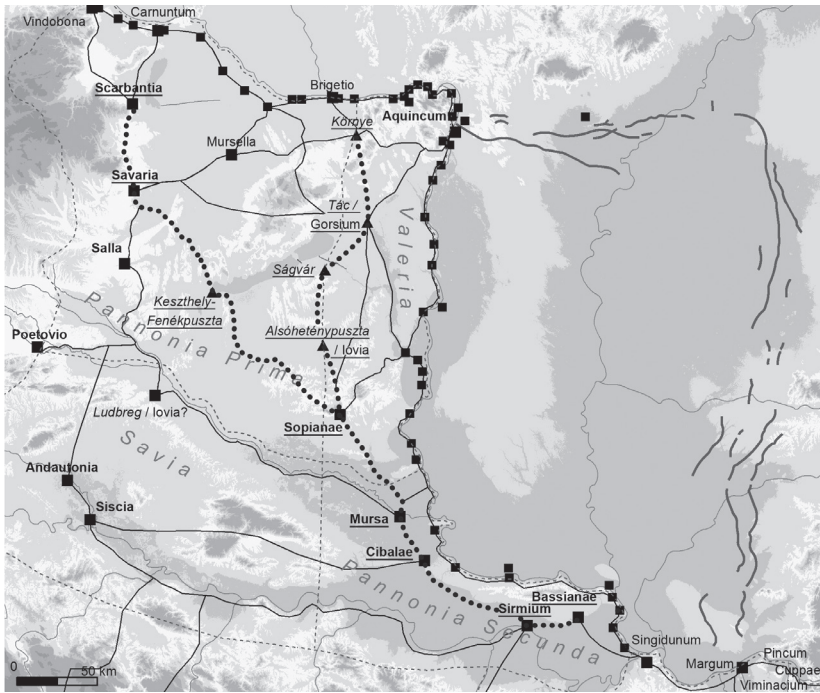 Carnuntum
Vindobona
Scarbantia
Brigetio
Környe
Aquincum
Mursella
Savaria
Tác /
Gorsium
Valeria
Salla
Ságvár
Keszthely-
Fenékpuszta
Pannonia Prima
Alsóheténypuszta
/ Iovia
Poetovio
Ludbreg / Iovia?
Sopianae
Savia
Andautonia
Siscia
Mursa
Cibalae
Pannonia Secunda
Bassianae
Sirmium
Singidunum
Margum
Pincum
Cuppae
Viminacium
0 50 km